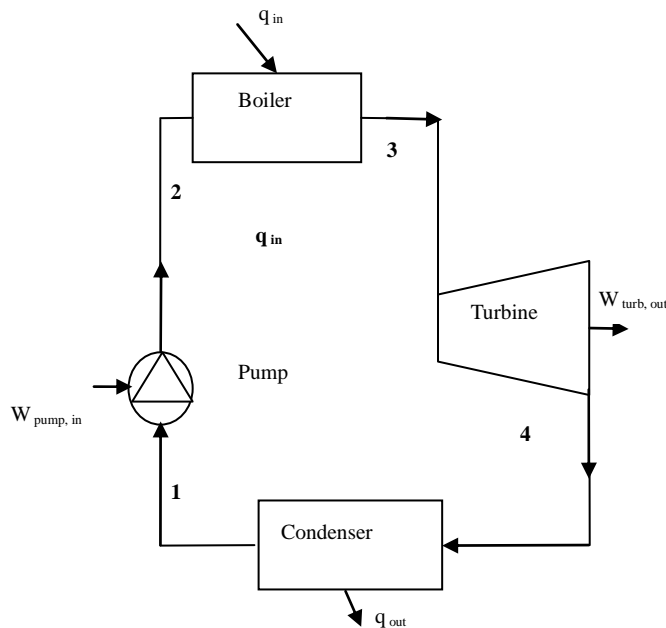 q in
Boiler
3
2
q in
Turbine
W turb, out
Pump
W pump, in
4
1
Condenser
q out